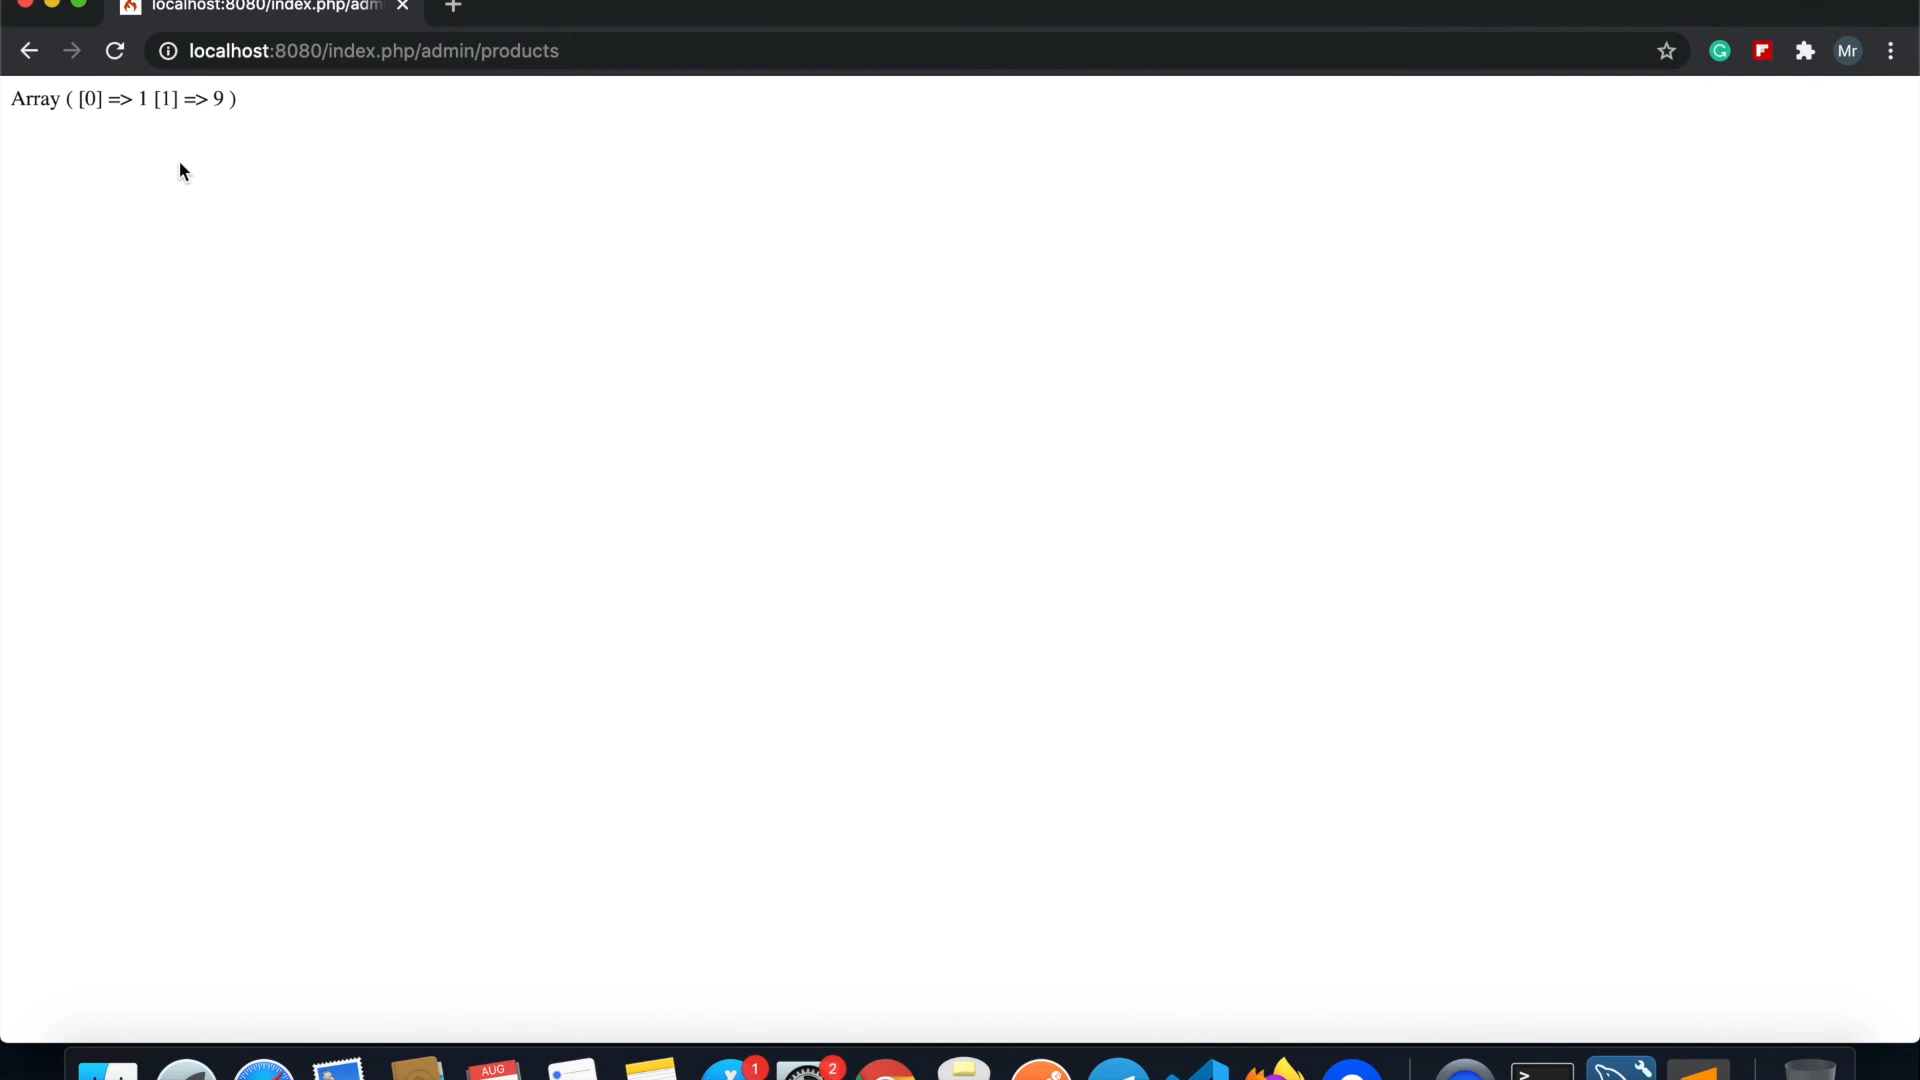 localhost:8080/index.php/adm
localhost:8080/index.php/admin/products
Mr
Array ( [0] => 1 [1] => 9 )
AUG
1
2